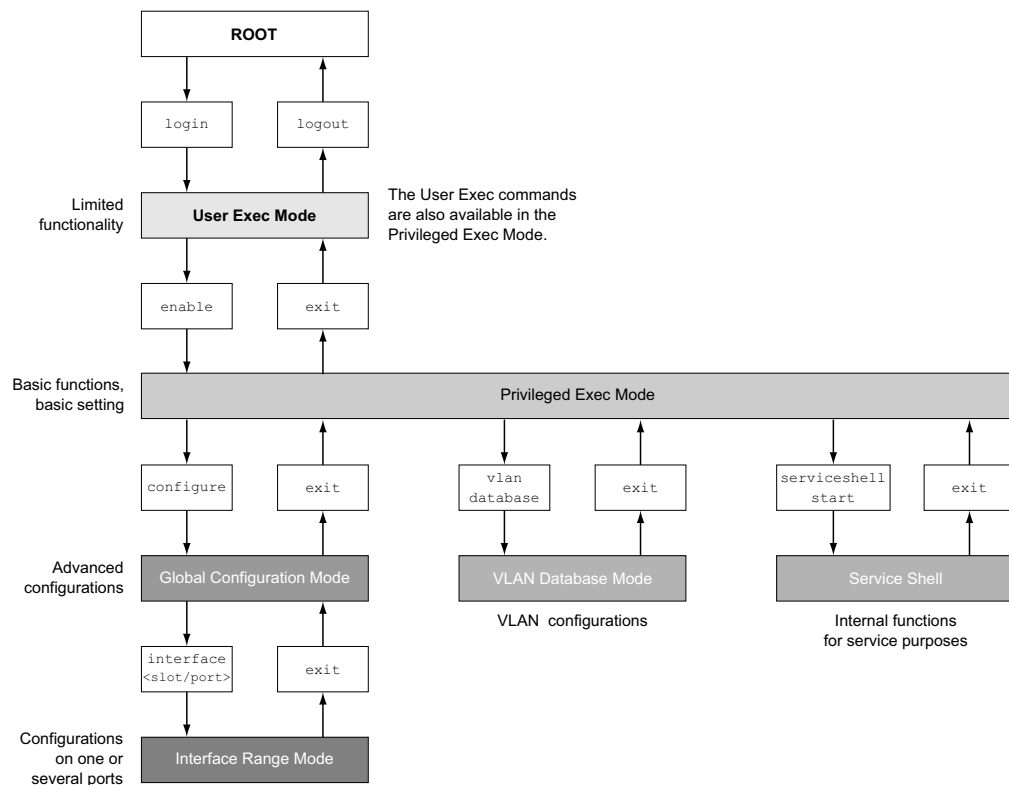 ROOT
login
logout
Limited
functionality
User Exec Mode
The User Exec commands
are also available in the
Privileged Exec Mode.
enable
exit
Basic functions,
basic setting
Privileged Exec Mode
configure
exit
vlan
database
exit
serviceshell
start
exit
Advanced
configurations
Global Configuration Mode
VLAN Database Mode
Service Shell
VLAN configurations
Internal functions
for service purposes
interface
<slot/port>
exit
Configurations
on one or
several ports
Interface Range Mode